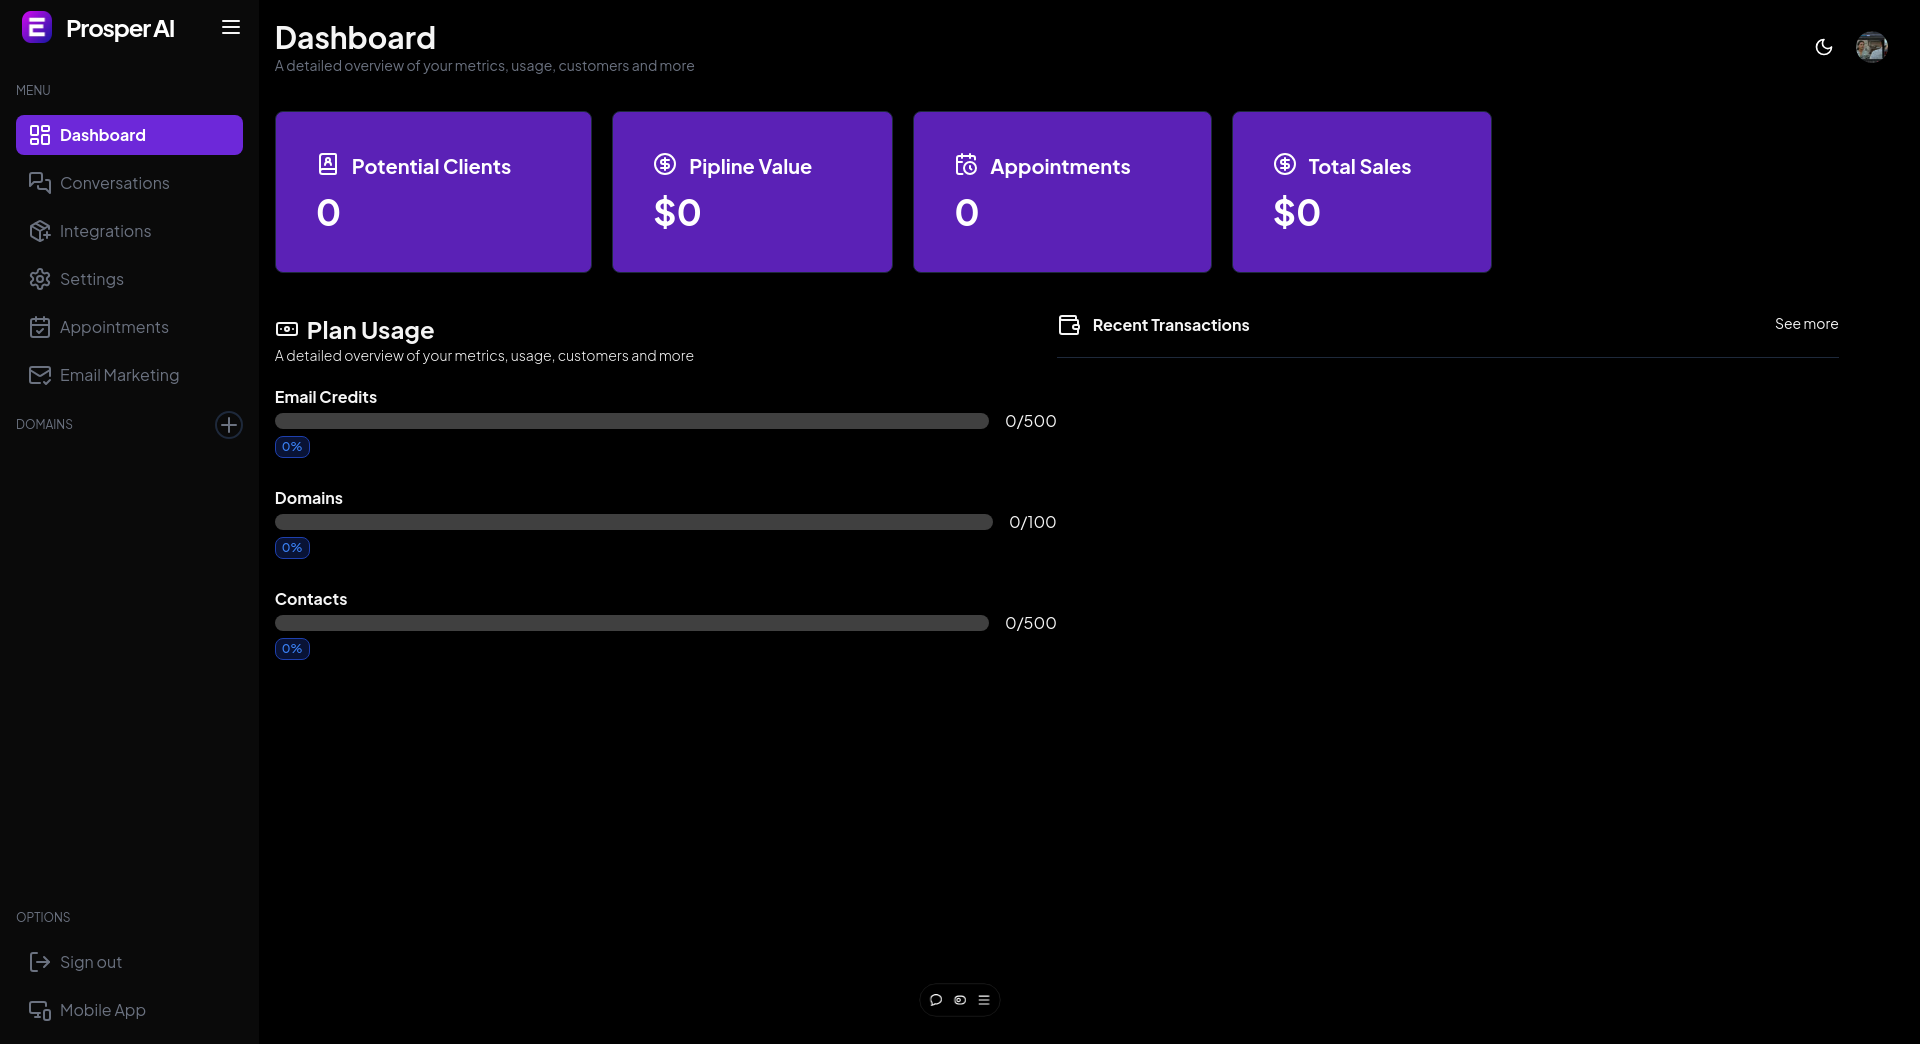 Prosper AI
MENU
Dashboard
Conversations
Integrations
Settings
Appointments
Email Marketing
DOMAINS
OPTIONS
Sign out
Mobile App
Dashboard
A detailed overview of your metrics, usage, customers and more
Potential Clients
0
Pipline Value
$0
Appointments
0
Total Sales
$0
Plan Usage
A detailed overview of your metrics, usage, customers and more
Email Credits
0/500
0%
Domains
0/100
0%
Contacts
0/500
0%
Recent Transactions
See more